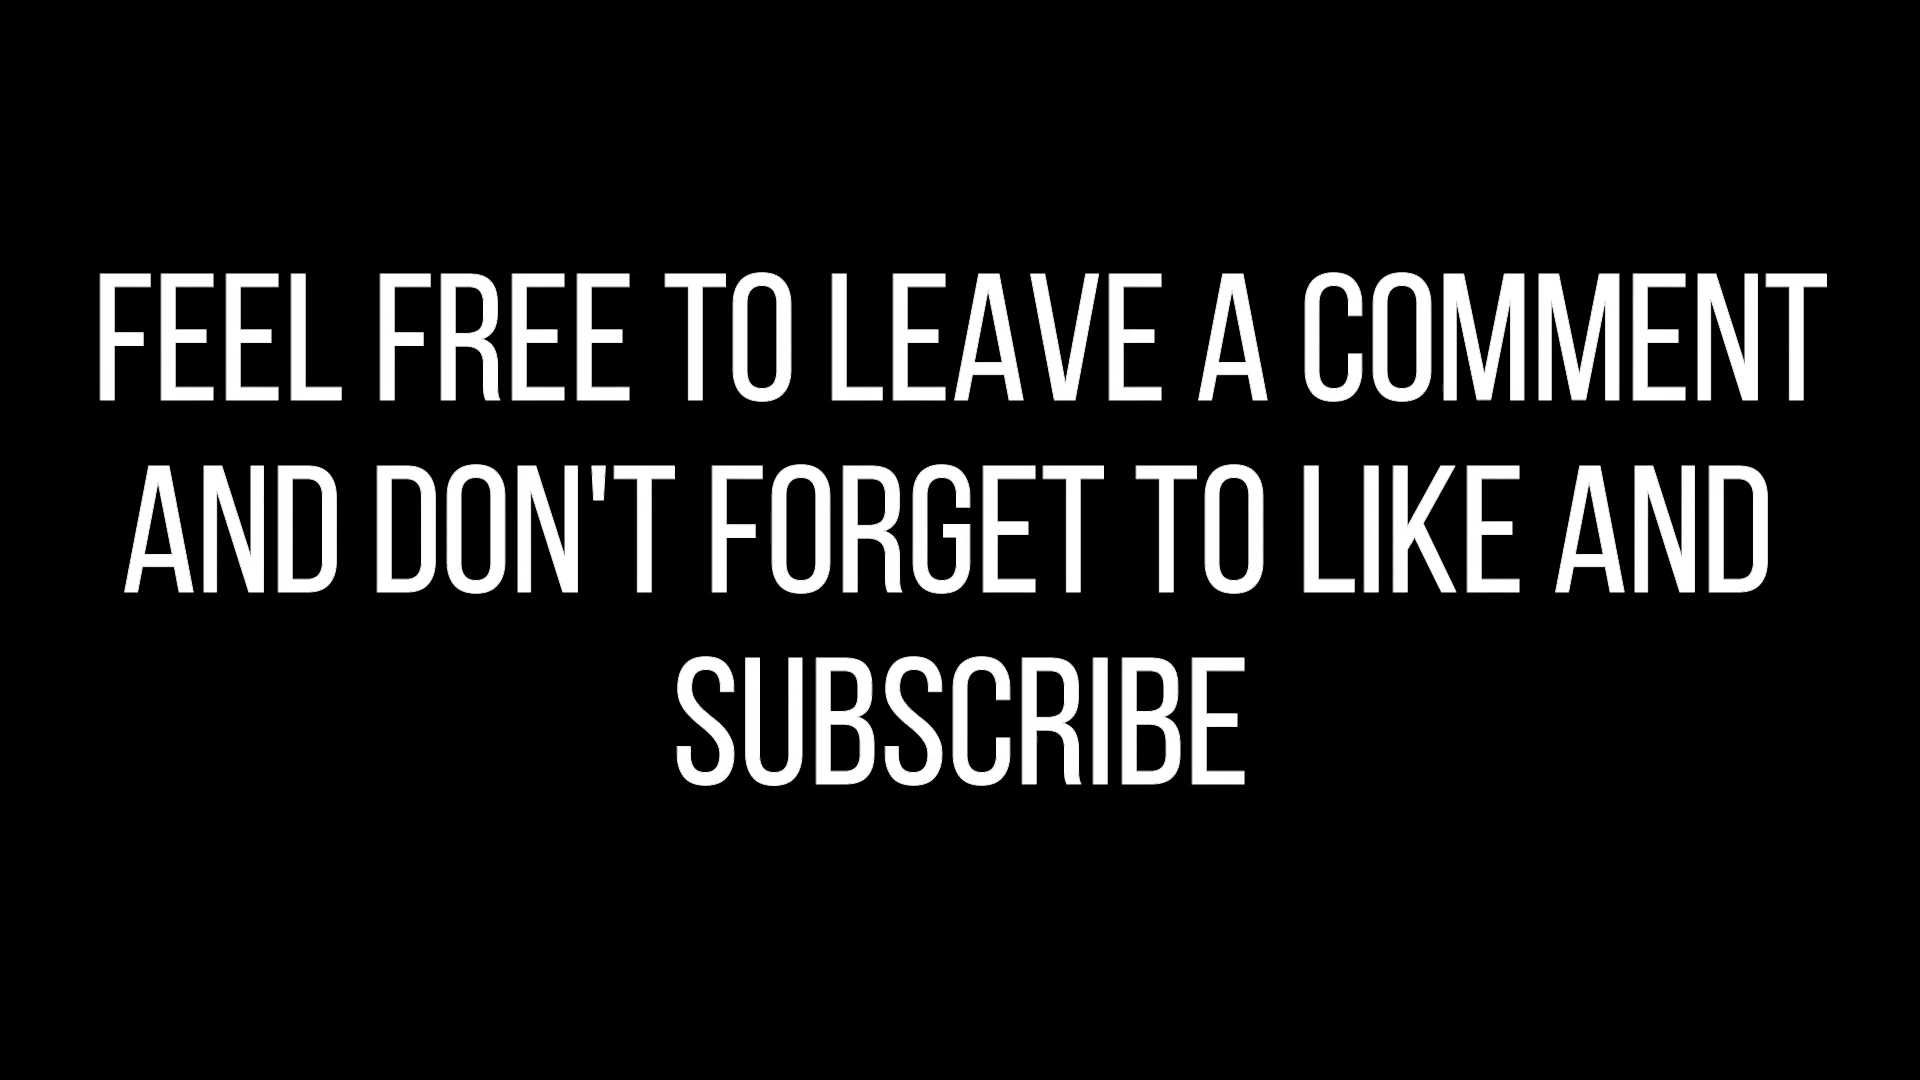 FEEL FREE TO LEAVE A COMMENT
AND DON'T FORGET TO LIKE AND
SUBSCRIBE